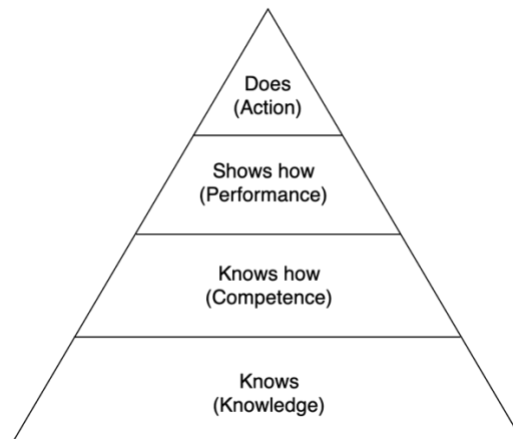 Does
(Action)
Shows how
(Performance)
Knows how
(Competence)
Knows
(Knowledge)